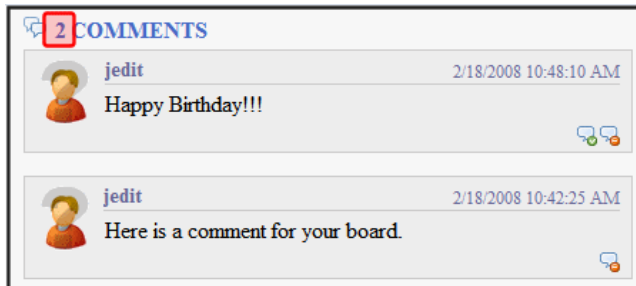 2 COMMENTS
jedit 2/18/2008 10:48:10 AM
Happy Birthday!!!
jedit 2/18/2008 10:42:25 AM
Here is a comment for your board.